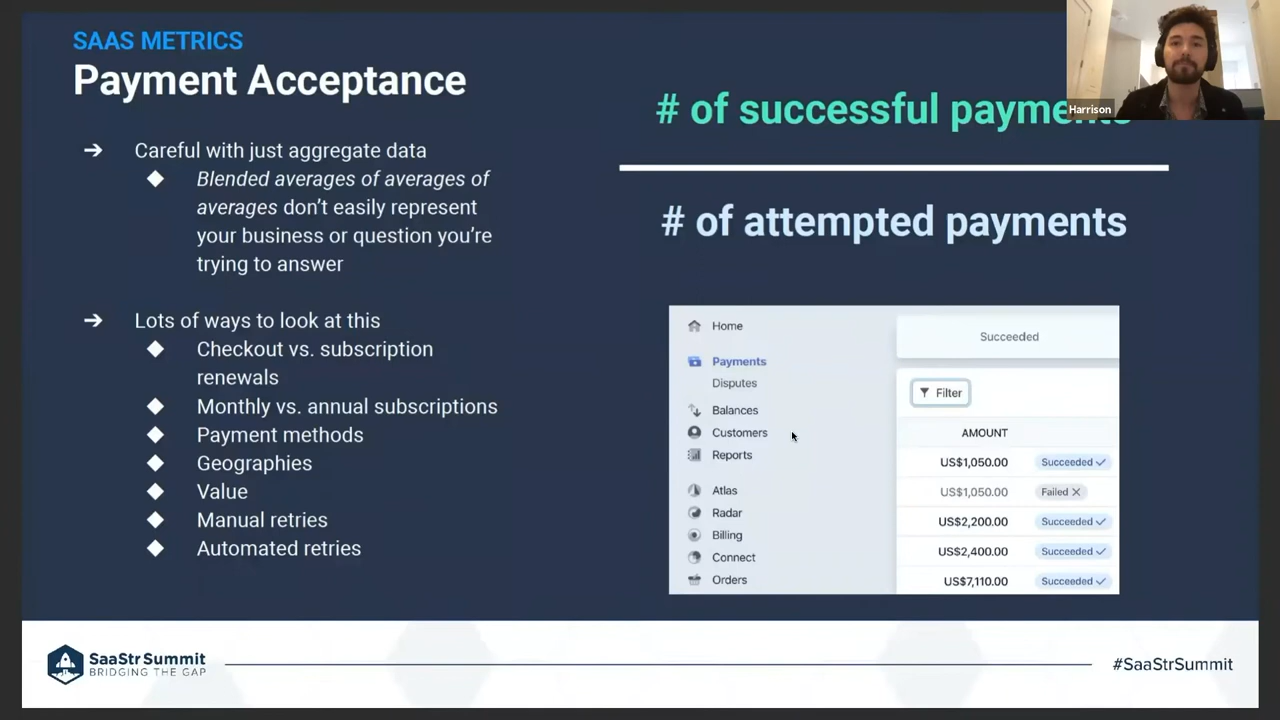 SAAS METRICS
Payment Acceptance
➔ Careful with just aggregate data
◆ Blended averages of averages of
averages don’t easily represent
your business or question you’re
trying to answer
➔ Lots of ways to look at this
◆ Checkout vs. subscription
renewals
◆ Monthly vs. annual subscriptions
◆ Payment methods
◆ Geographies
◆ Value
◆ Manual retries
◆ Automated retries
# of successful payments
# of attempted payments
Harrison
Home
Payments
Disputes
Balances
Customers
Reports
Atlas
Radar
Billing
Connect
Orders
Succeeded
Filter
AMOUNT
US$1,050.00 Succeeded ✓
US$1,050.00 Failed ✕
US$2,200.00 Succeeded ✓
US$2,400.00 Succeeded ✓
US$7,110.00 Succeeded ✓
SaaStr Summit
BRIDGING THE GAP
#SaaStrSummit